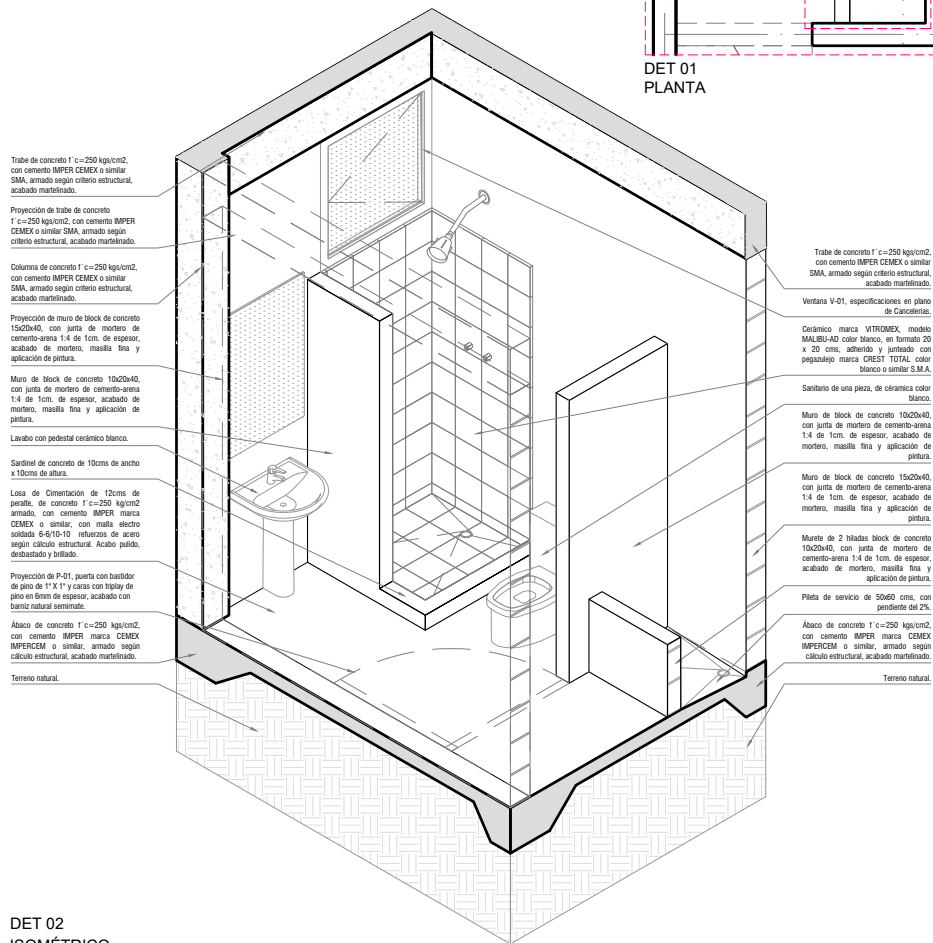 DET 01
PLANTA
Trabe de concreto f´c=250 kgs/cm2,
con cemento IMPER CEMEX o similar
SMA, armado según criterio estructural,
acabado martelinado.
Proyección de trabe de concreto
f´c=250 kgs/cm2, con cemento IMPER
CEMEX o similar SMA, armado según
criterio estructural, acabado martelinado.
Columna de concreto f´c=250 kgs/cm2,
con cemento IMPER CEMEX o similar
SMA, armado según criterio estructural,
acabado martelinado.
Proyección de muro de block de concreto
15x20x40, con junta de mortero de
cemento-arena 1:4 de 1cm. de espesor,
acabado de mortero, masilla fina y
aplicación de pintura.
Muro de block de concreto 10x20x40,
con junta de mortero de cemento-arena
1:4 de 1cm. de espesor, acabado de
mortero, masilla fina y aplicación de
pintura.
Lavabo con pedestal cerámico blanco.
Sardinel de concreto de 10cms de ancho
x 10cms de altura.
Losa de Cimentación de 12cms de
peralte, de concreto f´c=250 kg/cm2
armado, con cemento IMPER marca
CEMEX o similar, con malla electro
soldada 6-6/10-10 refuerzos de acero
según cálculo estructural. Acabo pulido,
desbastado y brillado.
Proyección de P-01, puerta con bastidor
de pino de 1" X 1" y caras con triplay de
pino en 6mm de espesor, acabado con
barniz natural semimate.
Ábaco de concreto f´c=250 kgs/cm2,
con cemento IMPER marca CEMEX
IMPERCEM o similar, armado según
cálculo estructural, acabado martelinado.
Terreno natural.
Trabe de concreto f´c=250 kgs/cm2,
con cemento IMPER CEMEX o similar
SMA, armado según criterio estructural,
acabado martelinado.
Ventana V-01, especificaciones en plano
de Cancelerias.
Cerámico marca VITROMEX, modelo
MALIBU-AD color blanco, en formato 20
x 20 cms, adherido y junteado con
pegazulejo marca CREST TOTAL color
blanco o similar S.M.A.
Sanitario de una pieza, de céramica color
blanco.
Muro de block de concreto 10x20x40,
con junta de mortero de cemento-arena
1:4 de 1cm. de espesor, acabado de
mortero, masilla fina y aplicación de
pintura.
Muro de block de concreto 15x20x40,
con junta de mortero de cemento-arena
1:4 de 1cm. de espesor, acabado de
mortero, masilla fina y aplicación de
pintura.
Murete de 2 hiladas block de concreto
10x20x40, con junta de mortero de
cemento-arena 1:4 de 1cm. de espesor,
acabado de mortero, masilla fina y
aplicación de pintura.
Pileta de servicio de 50x60 cms, con
pendiente del 2%.
Ábaco de concreto f´c=250 kgs/cm2,
con cemento IMPER marca CEMEX
IMPERCEM o similar, armado según
cálculo estructural, acabado martelinado.
Terreno natural.
DET 02
ISOMÉTRICO